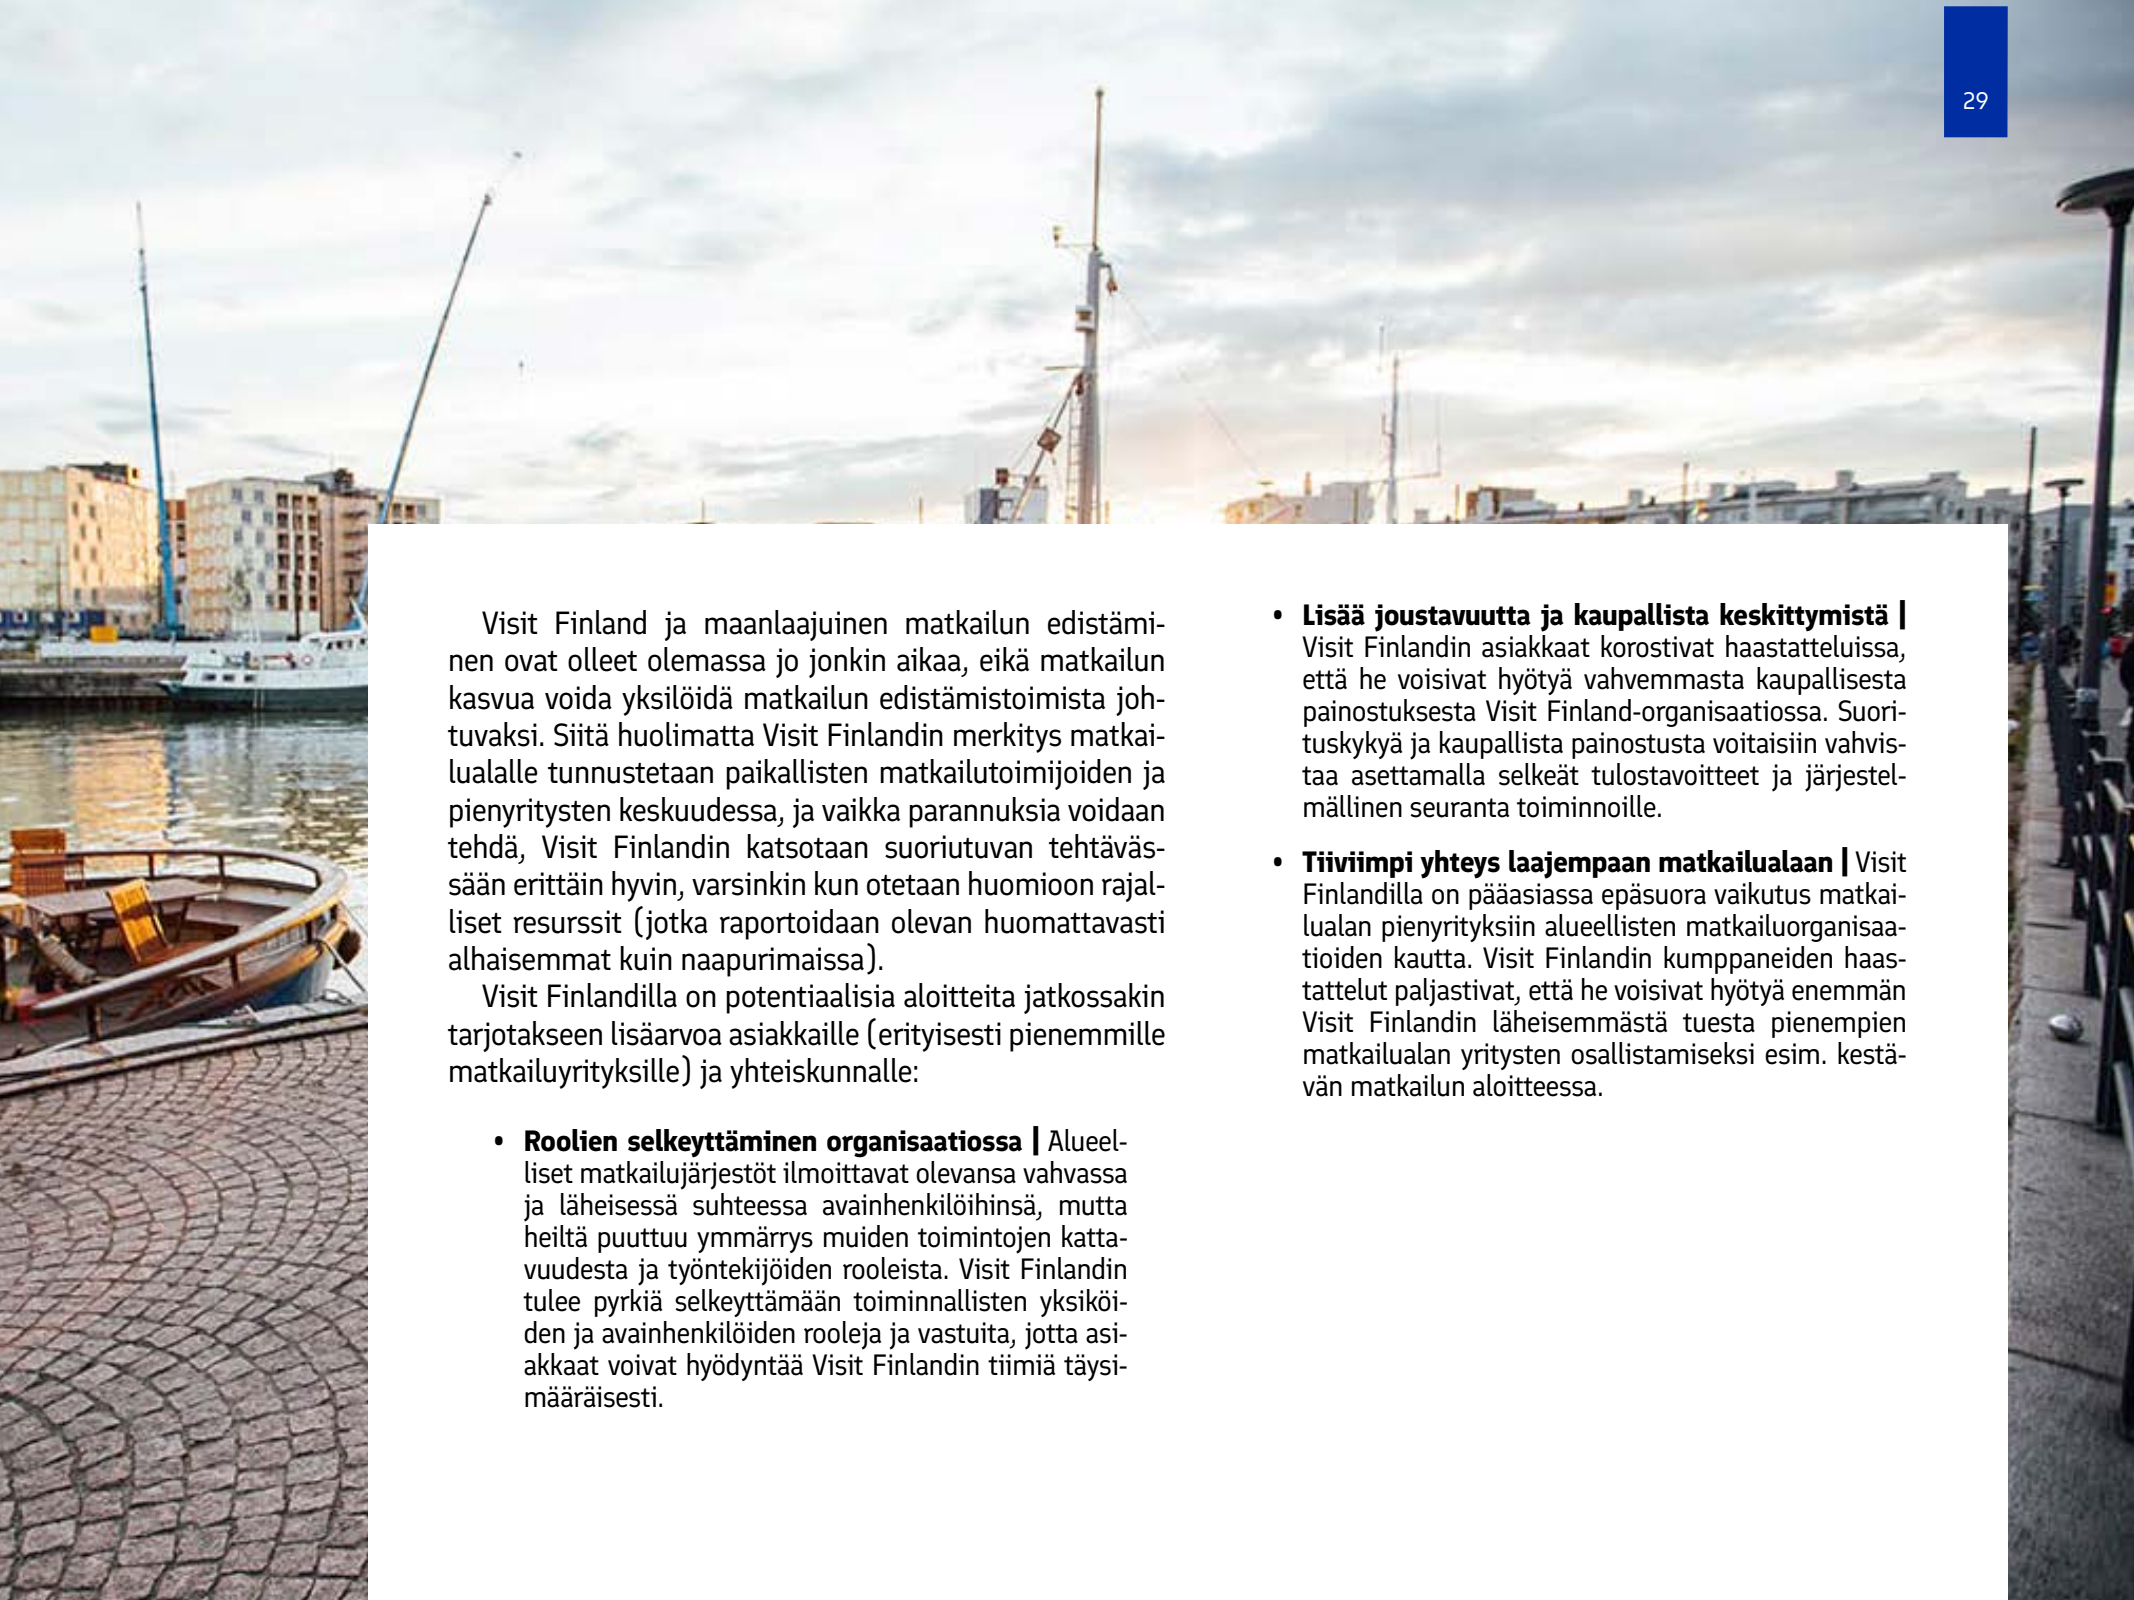 29
Visit Finland ja maanlaajuinen matkailun edistämi-
nen ovat olleet olemassa jo jonkin aikaa, eikä matkailun
kasvua voida yksilöidä matkailun edistämistoimista joh-
tuvaksi. Siitä huolimatta Visit Finlandin merkitys matkai-
lualalle tunnustetaan paikallisten matkailutoimijoiden ja
pienyritysten keskuudessa, ja vaikka parannuksia voidaan
tehdä, Visit Finlandin katsotaan suoriutuvan tehtäväs-
sään erittäin hyvin, varsinkin kun otetaan huomioon rajal-
liset resurssit (jotka raportoidaan olevan huomattavasti
alhaisemmat kuin naapurimaissa).
Visit Finlandilla on potentiaalisia aloitteita jatkossakin
tarjotakseen lisäarvoa asiakkaille (erityisesti pienemmille
matkailuyrityksille) ja yhteiskunnalle:
• Roolien selkeyttäminen organisaatiossa | Alueel-
liset matkailujärjestöt ilmoittavat olevansa vahvassa
ja läheisessä suhteessa avainhenkilöihinsä, mutta
heiltä puuttuu ymmärrys muiden toimintojen katta-
vuudesta ja työntekijöiden rooleista. Visit Finlandin
tulee pyrkiä selkeyttämään toiminnallisten yksiköi-
den ja avainhenkilöiden rooleja ja vastuita, jotta asi-
akkaat voivat hyödyntää Visit Finlandin tiimiä täysi-
määräisesti.
• Lisää joustavuutta ja kaupallista keskittymistä |
Visit Finlandin asiakkaat korostivat haastatteluissa,
että he voisivat hyötyä vahvemmasta kaupallisesta
painostuksesta Visit Finland-organisaatiossa. Suori-
tuskykyä ja kaupallista painostusta voitaisiin vahvis-
taa asettamalla selkeät tulostavoitteet ja järjestel-
mällinen seuranta toiminnoille.
• Tiiviimpi yhteys laajempaan matkailualaan | Visit
Finlandilla on pääasiassa epäsuora vaikutus matkai-
lualan pienyrityksiin alueellisten matkailuorganisaa-
tioiden kautta. Visit Finlandin kumppaneiden haas-
tattelut paljastivat, että he voisivat hyötyä enemmän
Visit Finlandin läheisemmästä tuesta pienempien
matkailualan yritysten osallistamiseksi esim. kestä-
vän matkailun aloitteessa.